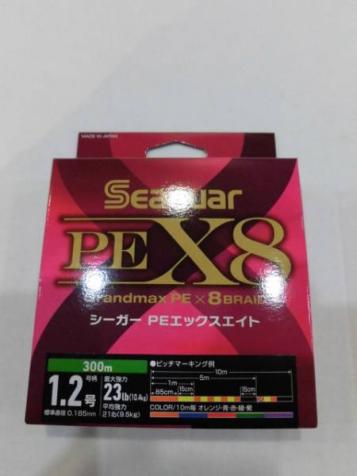 MADE IN JAPAN
Seaguar
PE X8
Grandmax PE × 8 BRAID
シーガー PEエックスエイト
300m
1.2号
号柄
標準直径 0.185mm
最大強力
23lb(10.4kg)
平均強力
21lb(9.5kg)
●ピッチマーキング例
10m
5m
1m
85cm
15cm
15cm
COLOR/10m毎 オレンジ・青・赤・緑・紫